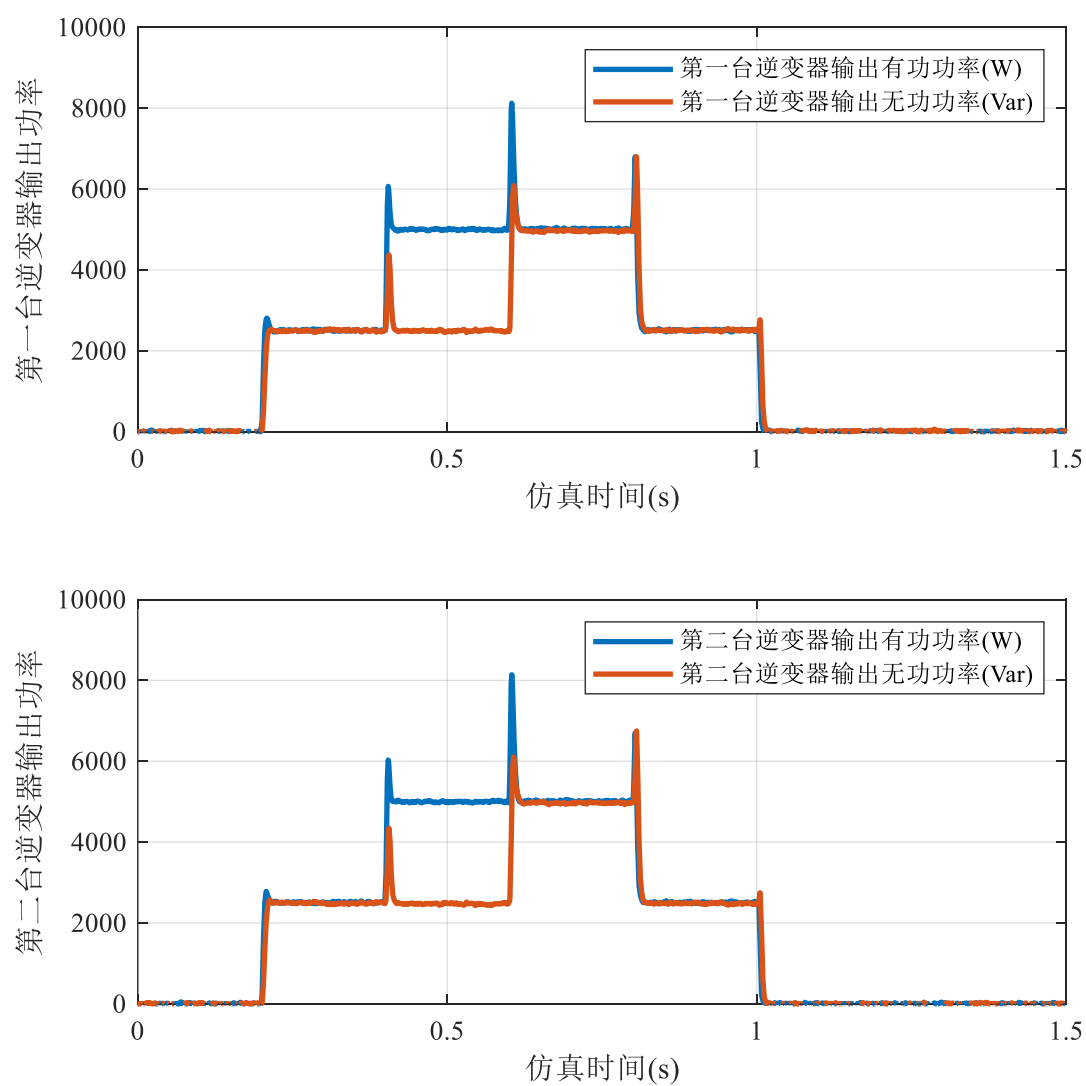 第一台逆变器输出功率
10000
8000
6000
4000
2000
0
第一台逆变器输出有功功率(W)
第一台逆变器输出无功功率(Var)
0 0.5 1 1.5
仿真时间(s)
第二台逆变器输出功率
10000
8000
6000
4000
2000
0
第二台逆变器输出有功功率(W)
第二台逆变器输出无功功率(Var)
0 0.5 1 1.5
仿真时间(s)